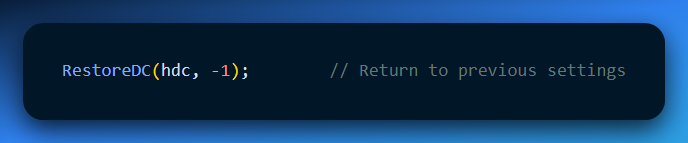 RestoreDC(hdc, -1);        // Return to previous settings